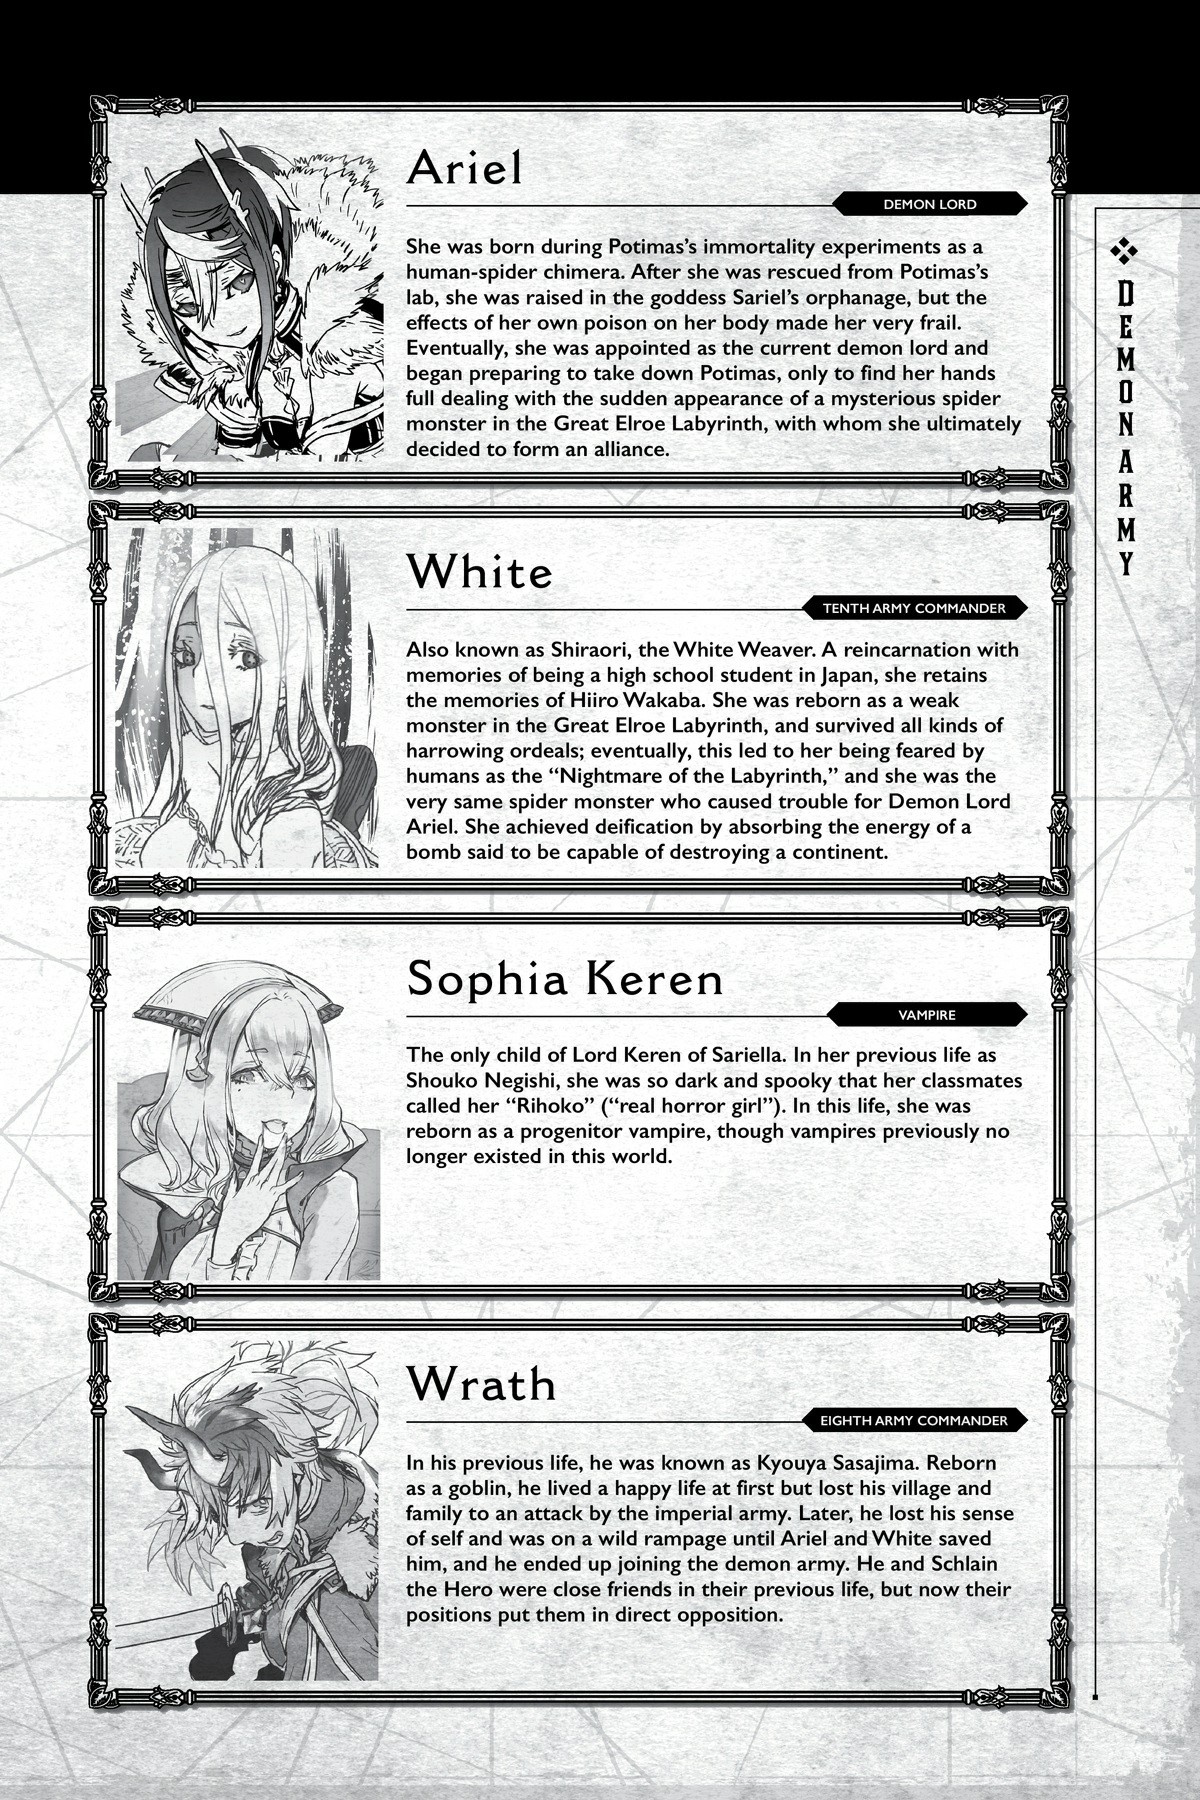 Ariel
DEMON LORD
She was born during Potimas’s immortality experiments as a
human-spider chimera. After she was rescued from Potimas’s
lab, she was raised in the goddess Sariel’s orphanage, but the
effects of her own poison on her body made her very frail.
Eventually, she was appointed as the current demon lord and
began preparing to take down Potimas, only to find her hands
full dealing with the sudden appearance of a mysterious spider
monster in the Great Elroe Labyrinth, with whom she ultimately
decided to form an alliance.
White
TENTH ARMY COMMANDER
Also known as Shiraori, the White Weaver. A reincarnation with
memories of being a high school student in Japan, she retains
the memories of Hiiro Wakaba. She was reborn as a weak
monster in the Great Elroe Labyrinth, and survived all kinds of
harrowing ordeals; eventually, this led to her being feared by
humans as the “Nightmare of the Labyrinth,” and she was the
very same spider monster who caused trouble for Demon Lord
Ariel. She achieved deification by absorbing the energy of a
bomb said to be capable of destroying a continent.
Sophia Keren
VAMPIRE
The only child of Lord Keren of Sariella. In her previous life as
Shouko Negishi, she was so dark and spooky that her classmates
called her “Rihoko” (“real horror girl”). In this life, she was
reborn as a progenitor vampire, though vampires previously no
longer existed in this world.
Wrath
EIGHTH ARMY COMMANDER
In his previous life, he was known as Kyouya Sasajima. Reborn
as a goblin, he lived a happy life at first but lost his village and
family to an attack by the imperial army. Later, he lost his sense
of self and was on a wild rampage until Ariel and White saved
him, and he ended up joining the demon army. He and Schlain
the Hero were close friends in their previous life, but now their
positions put them in direct opposition.
DEMON ARMY